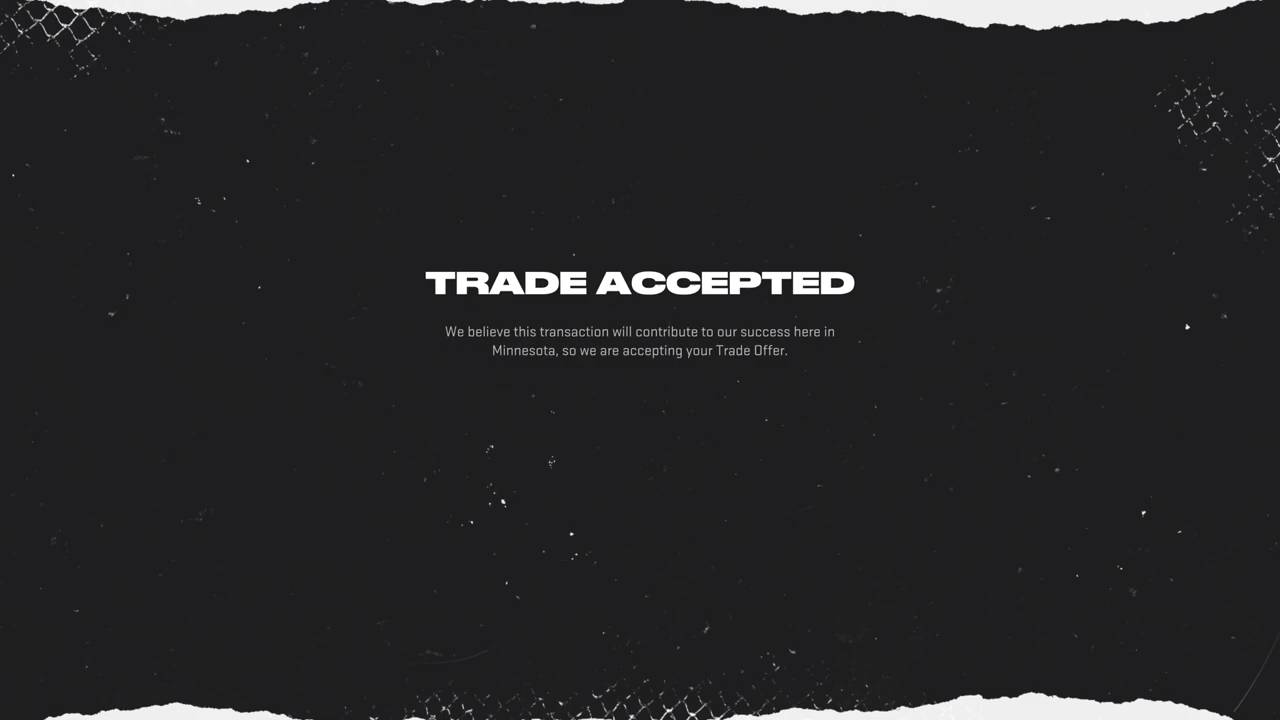 TRADE ACCEPTED
We believe this transaction will contribute to our success here in
Minnesota, so we are accepting your Trade Offer.